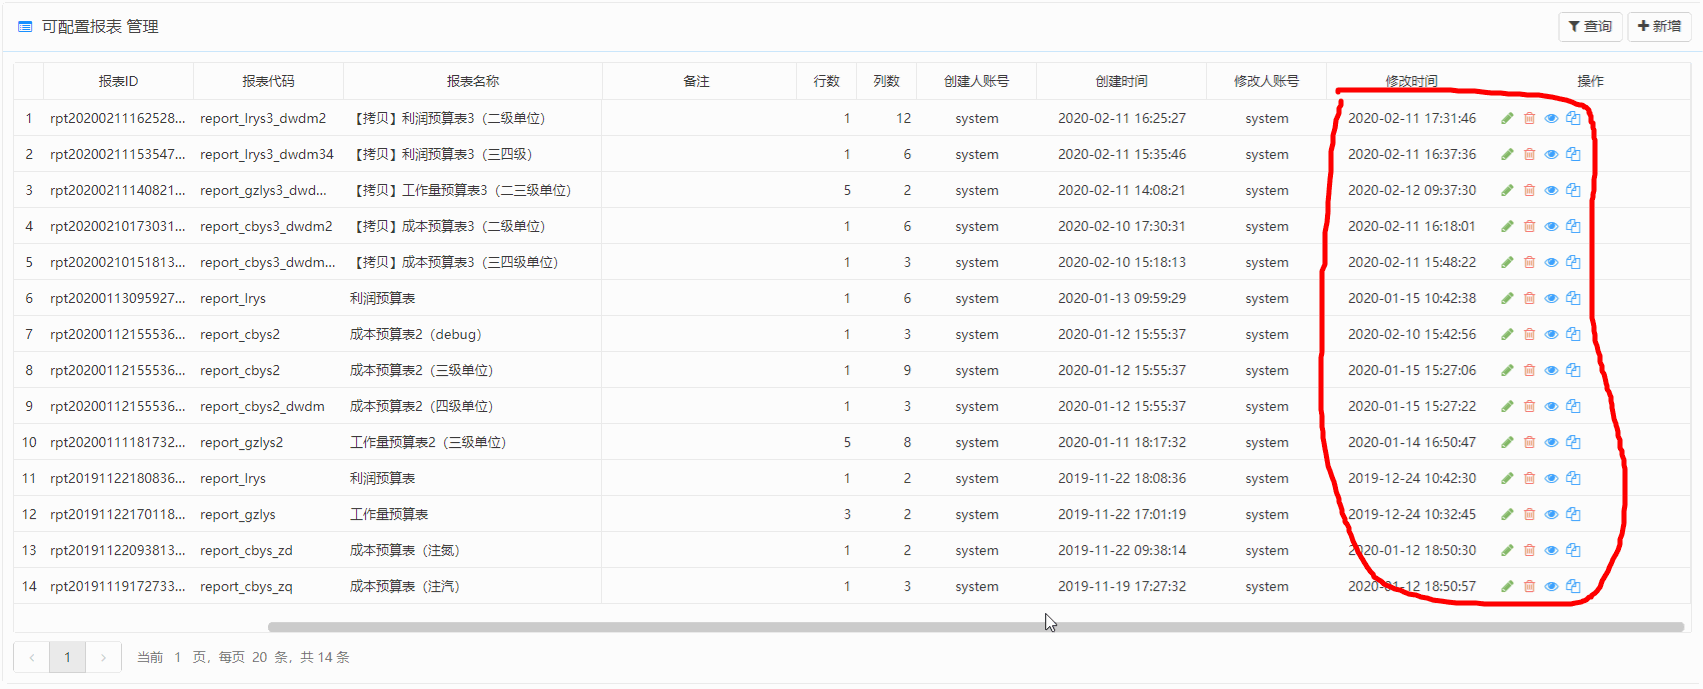 可配置报表 管理
查询 新增
报表ID 报表代码 报表名称 备注 行数 列数 创建人账号 创建时间 修改人账号 修改时间 操作
1 rpt20200211162528... report_lrys3_dwdm2 【拷贝】利润预算表3（二级单位） 1 12 system 2020-02-11 16:25:27 system 2020-02-11 17:31:46
2 rpt20200211153547... report_lrys3_dwdm34 【拷贝】利润预算表3（三四级） 1 6 system 2020-02-11 15:35:46 system 2020-02-11 16:37:36
3 rpt20200211140821... report_gzlys3_dwd... 【拷贝】工作量预算表3（二三级单位） 5 2 system 2020-02-11 14:08:21 system 2020-02-12 09:37:30
4 rpt20200210173031... report_cbys3_dwdm2 【拷贝】成本预算表3（二级单位） 1 6 system 2020-02-10 17:30:31 system 2020-02-11 16:18:01
5 rpt20200210151813... report_cbys3_dwdm... 【拷贝】成本预算表3（三四级单位） 1 3 system 2020-02-10 15:18:13 system 2020-02-11 15:48:22
6 rpt20200113095927... report_lrys 利润预算表 1 6 system 2020-01-13 09:59:29 system 2020-01-15 10:42:38
7 rpt20200112155536... report_cbys2 成本预算表2（debug） 1 3 system 2020-01-12 15:55:37 system 2020-02-10 15:42:56
8 rpt20200112155536... report_cbys2 成本预算表2（三级单位） 1 9 system 2020-01-12 15:55:37 system 2020-01-15 15:27:06
9 rpt20200112155536... report_cbys2_dwdm 成本预算表2（四级单位） 1 3 system 2020-01-12 15:55:37 system 2020-01-15 15:27:22
10 rpt20200111181732... report_gzlys2 工作量预算表2（三级单位） 5 8 system 2020-01-11 18:17:32 system 2020-01-14 16:50:47
11 rpt20191122180836... report_lrys 利润预算表 1 2 system 2019-11-22 18:08:36 system 2019-12-24 10:42:30
12 rpt20191122170118... report_gzlys 工作量预算表 3 2 system 2019-11-22 17:01:19 system 2019-12-24 10:32:45
13 rpt20191122093813... report_cbys_zd 成本预算表（注氮） 1 2 system 2019-11-22 09:38:14 system 2020-01-12 18:50:30
14 rpt20191119172733... report_cbys_zq 成本预算表（注汽） 1 3 system 2019-11-19 17:27:32 system 2020-01-12 18:50:57
1 当前 1 页，每页 20 条，共 14 条